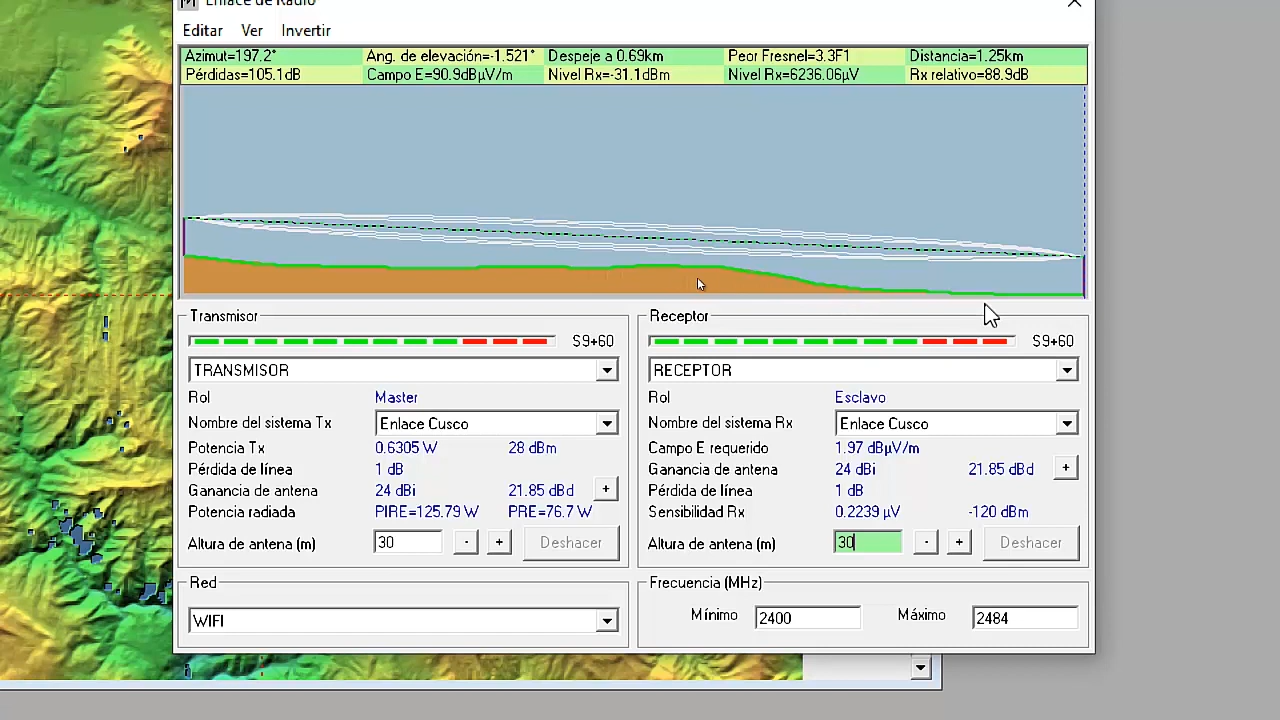 Enlace de Radio
Editar Ver Invertir
Azimut=197.2° Ang. de elevación=-1.521° Despeje a 0.69km Peor Fresnel=3.3F1 Distancia=1.25km
Pérdidas=105.1dB Campo E=90.9dBµV/m Nivel Rx=-31.1dBm Nivel Rx=6236.06µV Rx relativo=88.9dB
Transmisor
S9+60
TRANSMISOR
Rol Master
Nombre del sistema Tx Enlace Cusco
Potencia Tx 0.6305 W 28 dBm
Pérdida de línea 1 dB
Ganancia de antena 24 dBi 21.85 dBd +
Potencia radiada PIRE=125.79 W PRE=76.7 W
Altura de antena (m) 30 - + Deshacer
Receptor
S9+60
RECEPTOR
Rol Esclavo
Nombre del sistema Rx Enlace Cusco
Campo E requerido 1.97 dBµV/m
Ganancia de antena 24 dBi 21.85 dBd +
Pérdida de línea 1 dB
Sensibilidad Rx 0.2239 µV -120 dBm
Altura de antena (m) 30 - + Deshacer
Red
WIFI
Frecuencia (MHz)
Mínimo 2400 Máximo 2484